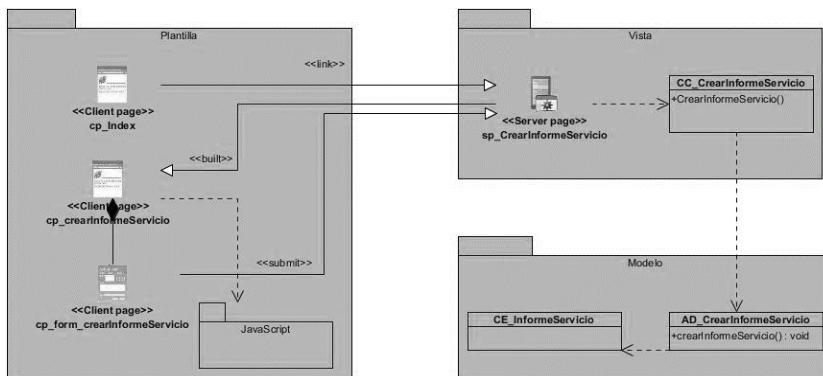 Plantilla
<<link>>
<<Client page>>
cp_Index
<<built>>
<<Client page>>
cp_crearInformeServicio
<<submit>>
<<Client page>>
cp_form_crearInformeServicio
JavaScript
Vista
<<Server page>>
sp_CrearInformeServicio
CC_CrearInformeServicio
+CrearInformeServicio()
Modelo
CE_InformeServicio
AD_CrearInformeServicio
+crearInformeServicio() : void